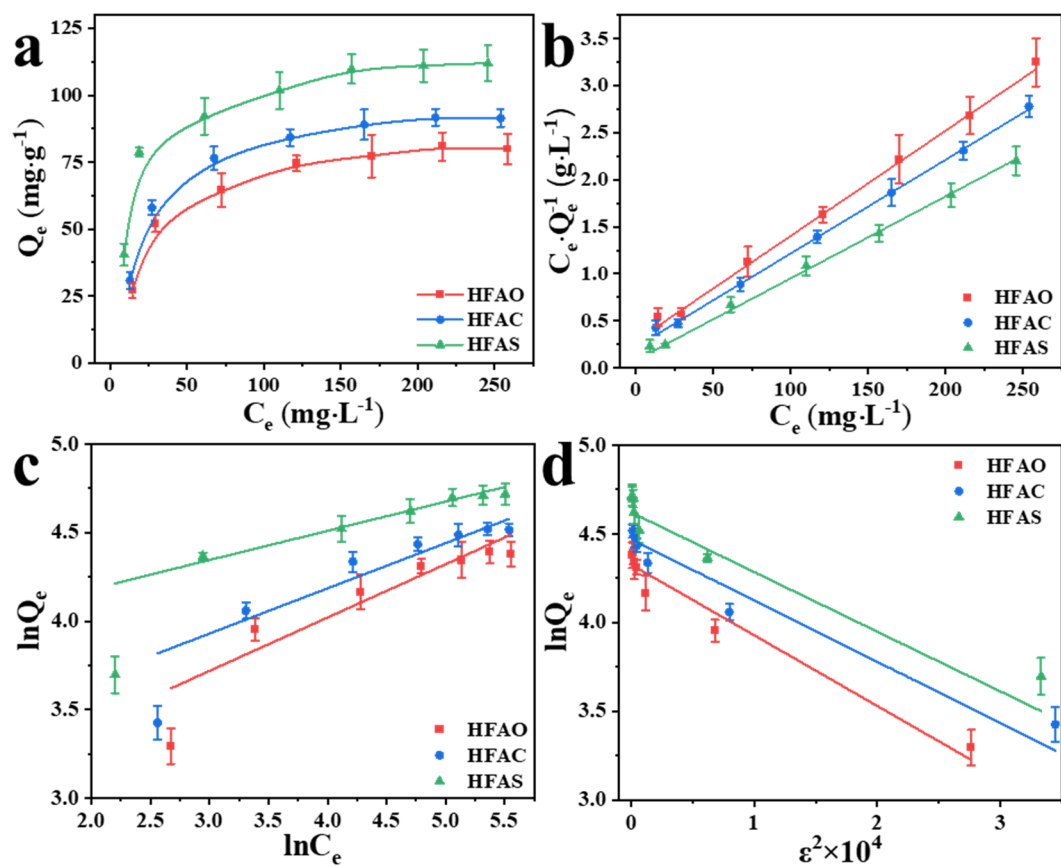 a
125
100
75
50
25
0
Qₑ (mg·g⁻¹)
HFAO
HFAC
HFAS
0 50 100 150 200 250
Cₑ (mg·L⁻¹)
b
3.5
3.0
2.5
2.0
1.5
1.0
0.5
0.0
Cₑ·Qₑ⁻¹ (g·L⁻¹)
HFAO
HFAC
HFAS
0 50 100 150 200 250
Cₑ (mg·L⁻¹)
c
5.0
4.5
4.0
3.5
3.0
lnQₑ
HFAO
HFAC
HFAS
2.0 2.5 3.0 3.5 4.0 4.5 5.0 5.5
lnCₑ
d
HFAO
HFAC
HFAS
5.0
4.5
4.0
3.5
3.0
lnQₑ
0 1 2 3
ε²×10⁴